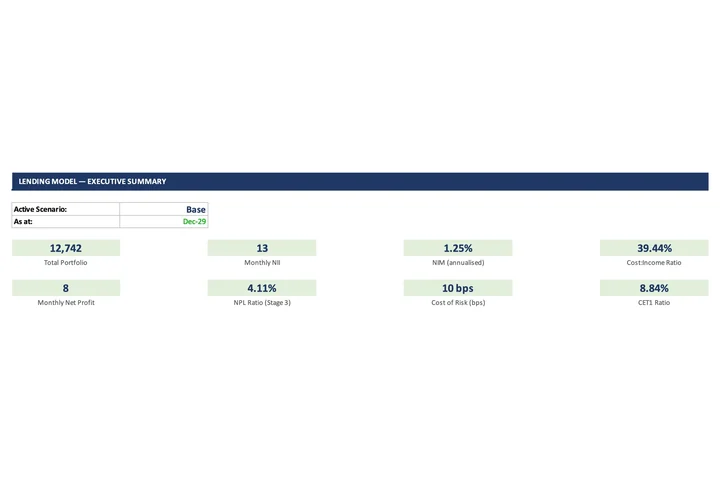 LENDING MODEL — EXECUTIVE SUMMARY
Active Scenario: Base
As at: Dec-29
12,742 13 1.25% 39.44%
Total Portfolio Monthly NII NIM (annualised) Cost:Income Ratio
8 4.11% 10 bps 8.84%
Monthly Net Profit NPL Ratio (Stage 3) Cost of Risk (bps) CET1 Ratio